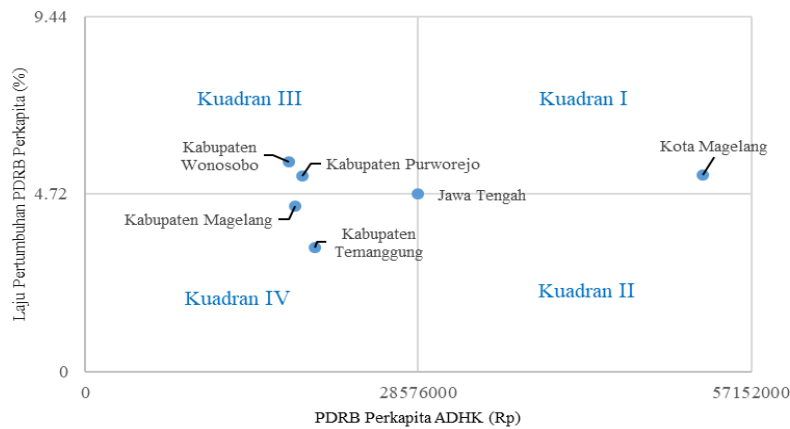 9.44
Kuadran III
Kuadran I
Kabupaten
Wonosobo
Kabupaten Purworejo
Kota Magelang
4.72
Jawa Tengah
Kabupaten Magelang
Kabupaten
Temanggung
Kuadran IV
Kuadran II
Laju Pertumbuhan PDRB Perkapita (%)
0
0
28576000
57152000
PDRB Perkapita ADHK (Rp)